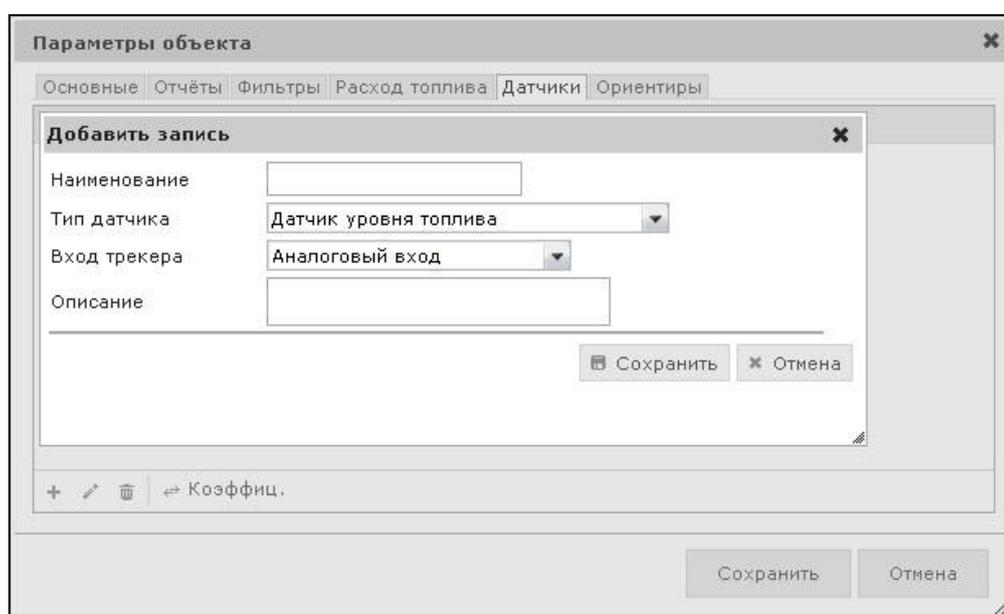 Параметры объекта
Основные Отчёты Фильтры Расход топлива Датчики Ориентиры
Добавить запись
Наименование
Тип датчика Датчик уровня топлива
Вход трекера Аналоговый вход
Описание
Сохранить Отмена
Коэффиц.
Сохранить Отмена